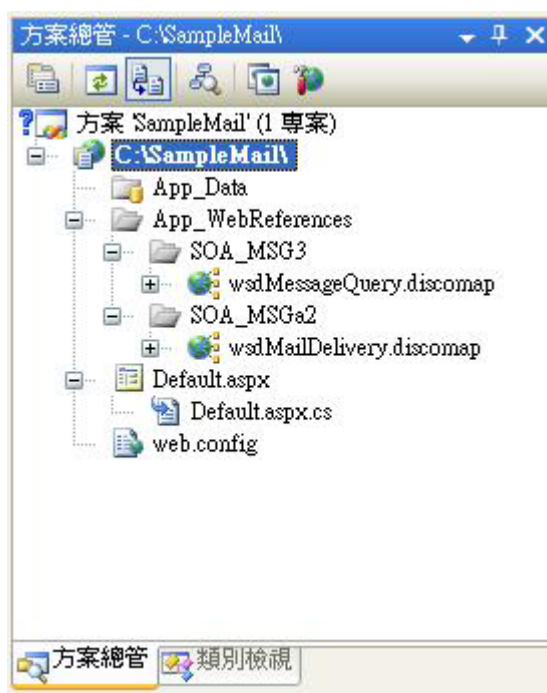 方案總管 - C:\SampleMail\
方案 'SampleMail' (1 專案)
C:\SampleMail\
App_Data
App_WebReferences
SOA_MSG3
wsdMessageQuery.discomap
SOA_MSGa2
wsdMailDelivery.discomap
Default.aspx
Default.aspx.cs
web.config
方案總管 類別檢視